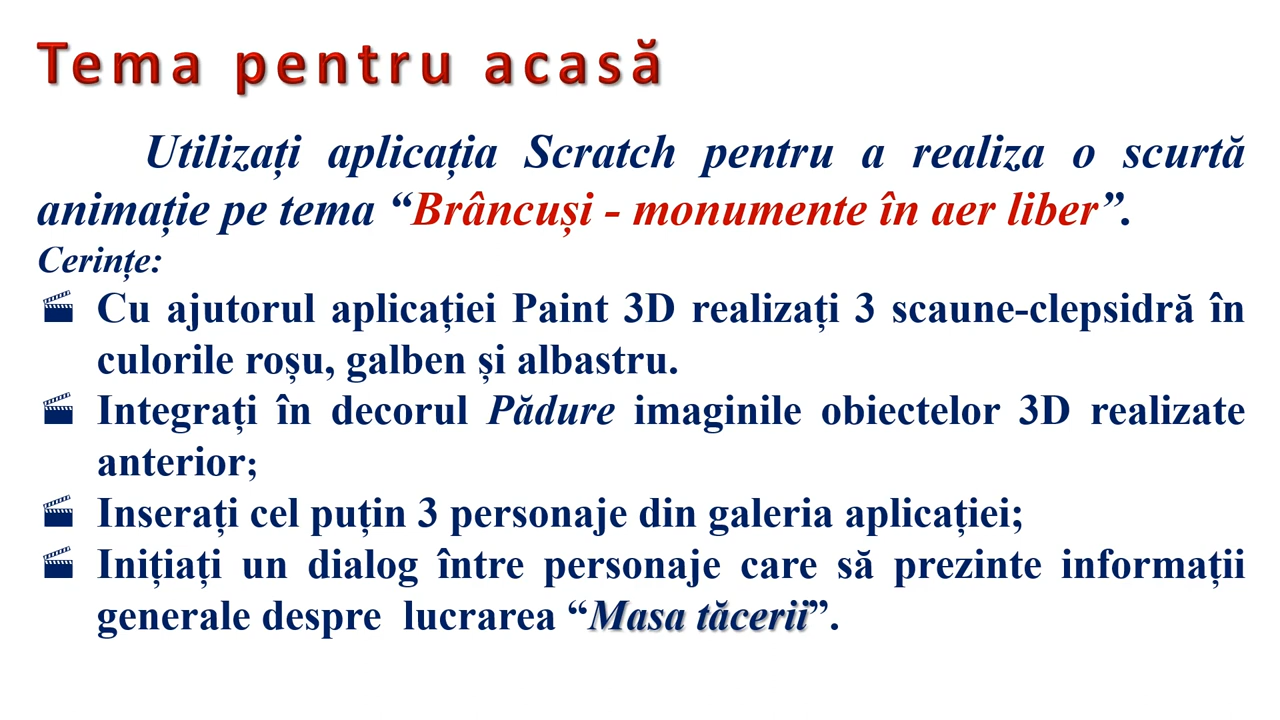 Tema pentru acasă
Utilizați aplicația Scratch pentru a realiza o scurtă
animație pe tema “Brâncuși - monumente în aer liber”.
Cerințe:
Cu ajutorul aplicației Paint 3D realizați 3 scaune-clepsidră în
culorile roșu, galben și albastru.
Integrați în decorul Pădure imaginile obiectelor 3D realizate
anterior;
Inserați cel puțin 3 personaje din galeria aplicației;
Inițiați un dialog între personaje care să prezinte informații
generale despre lucrarea “Masa tăcerii”.